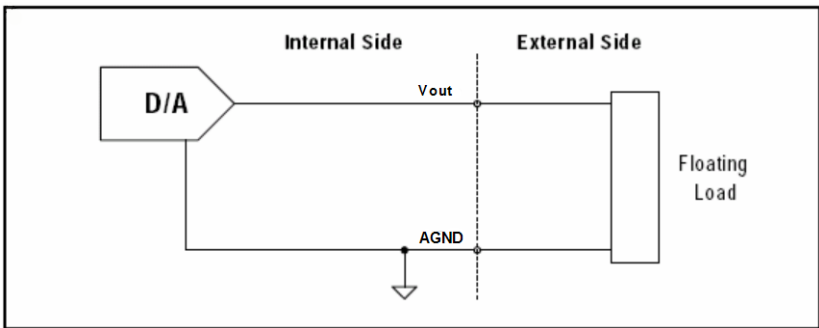 Internal Side
External Side
D/A
Vout
AGND
Floating
Load